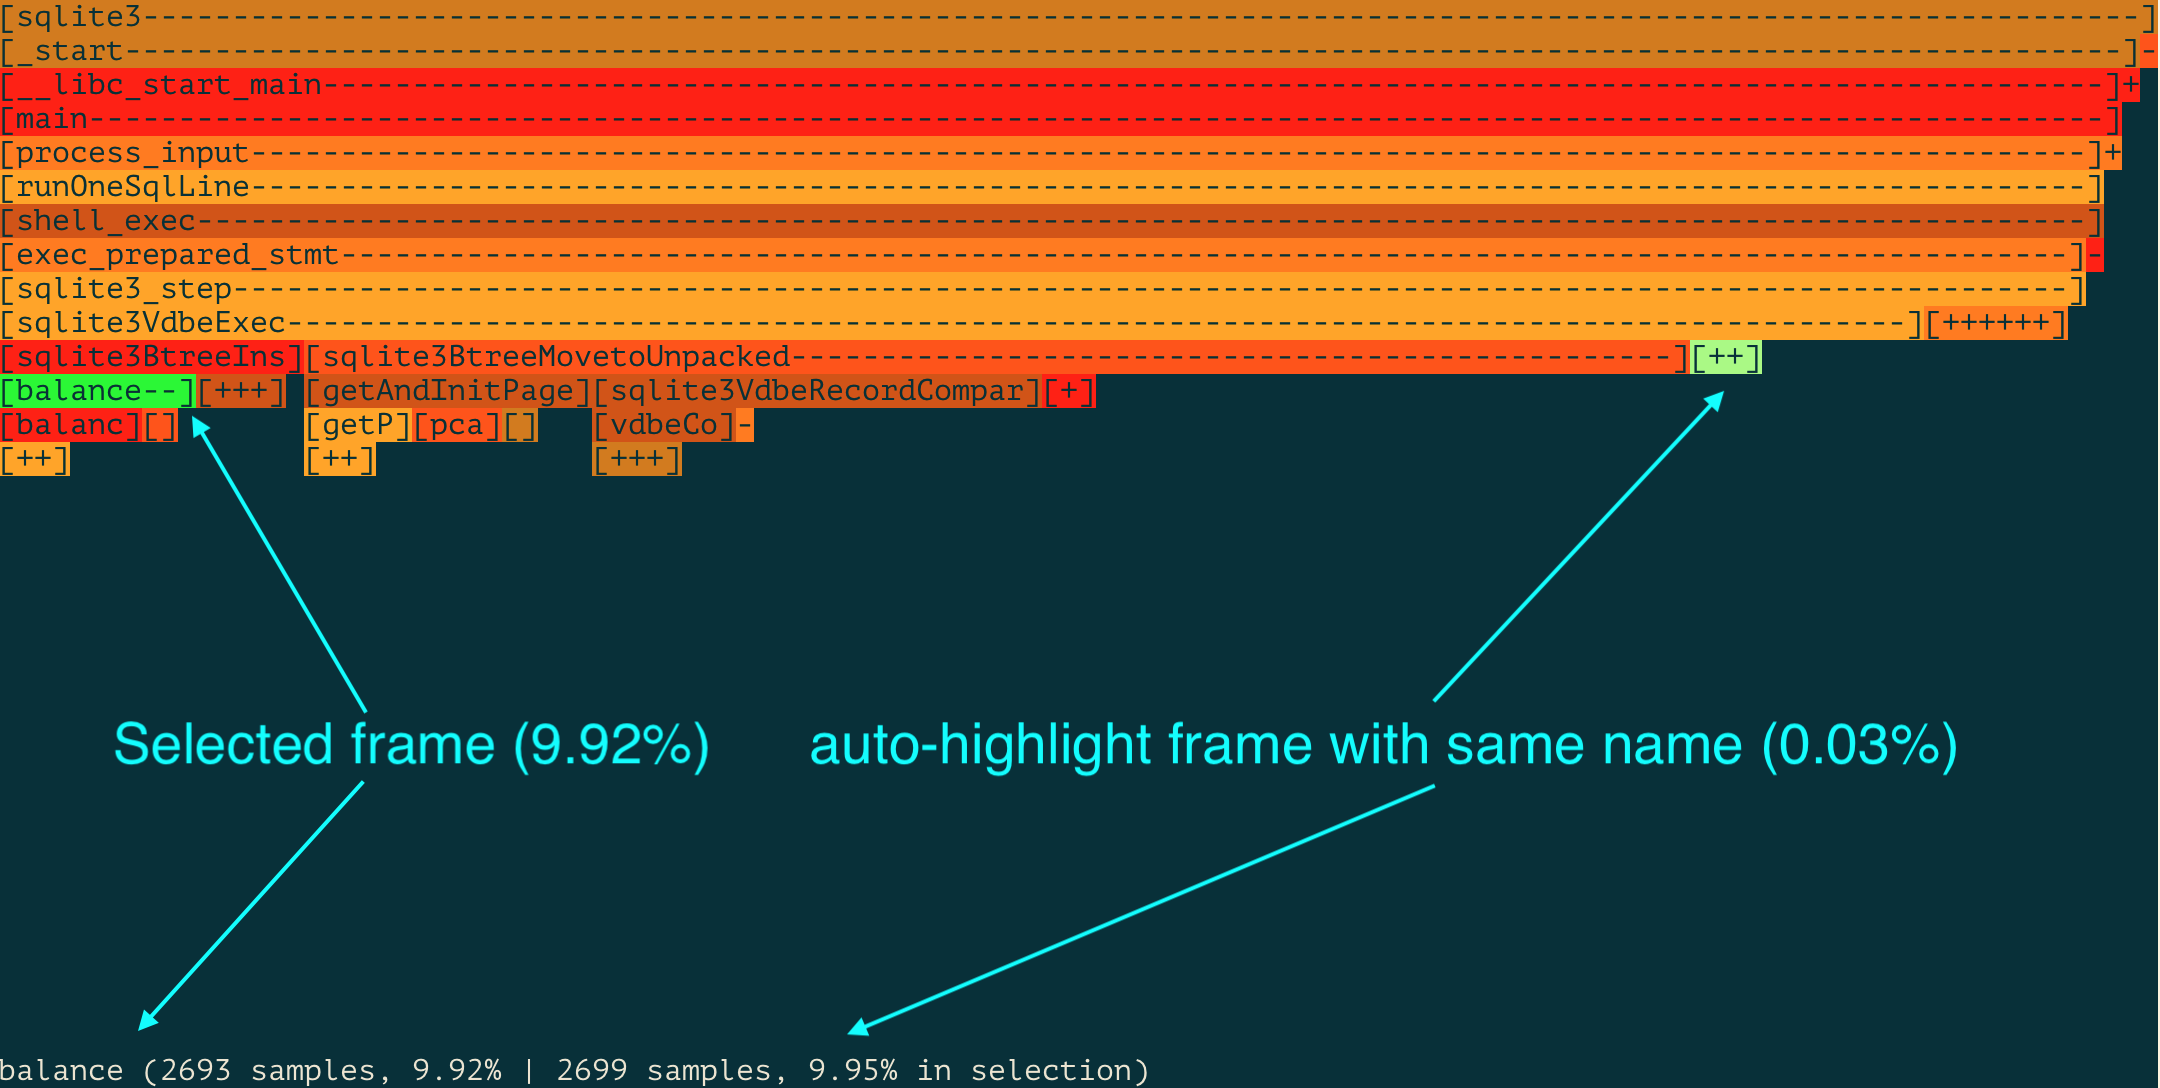 [sqlite3---------------------------------------------------------------------------------------------------------------]
[_start---------------------------------------------------------------------------------------------------------------]-
[__libc_start_main---------------------------------------------------------------------------------------------------]+
[main----------------------------------------------------------------------------------------------------------------]
[process_input------------------------------------------------------------------------------------------------------]+
[runOneSqlLine------------------------------------------------------------------------------------------------------]
[shell_exec---------------------------------------------------------------------------------------------------------]
[exec_prepared_stmt------------------------------------------------------------------------------------------------]-
[sqlite3_step------------------------------------------------------------------------------------------------------]
[sqlite3VdbeExec------------------------------------------------------------------------------------------][++++++]
[sqlite3BtreeIns][sqlite3BtreeMovetoUnpacked-------------------------------------------------][++]
[balance--][+++] [getAndInitPage][sqlite3VdbeRecordCompar][+]
[balanc][] [getP][pca][] [vdbeCo]-
[++] [++] [+++]
Selected frame (9.92%) auto-highlight frame with same name (0.03%)
balance (2693 samples, 9.92% | 2699 samples, 9.95% in selection)